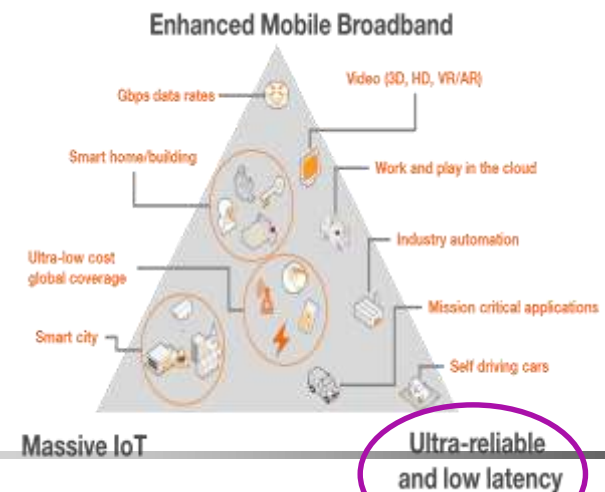 Enhanced Mobile Broadband
Video (3D, HD, VR/AR)
Gbps data rates
Smart home/building
Work and play in the cloud
Industry automation
Ultra-low cost
global coverage
Mission critical applications
Smart city
Self driving cars
Massive IoT
Ultra-reliable
and low latency